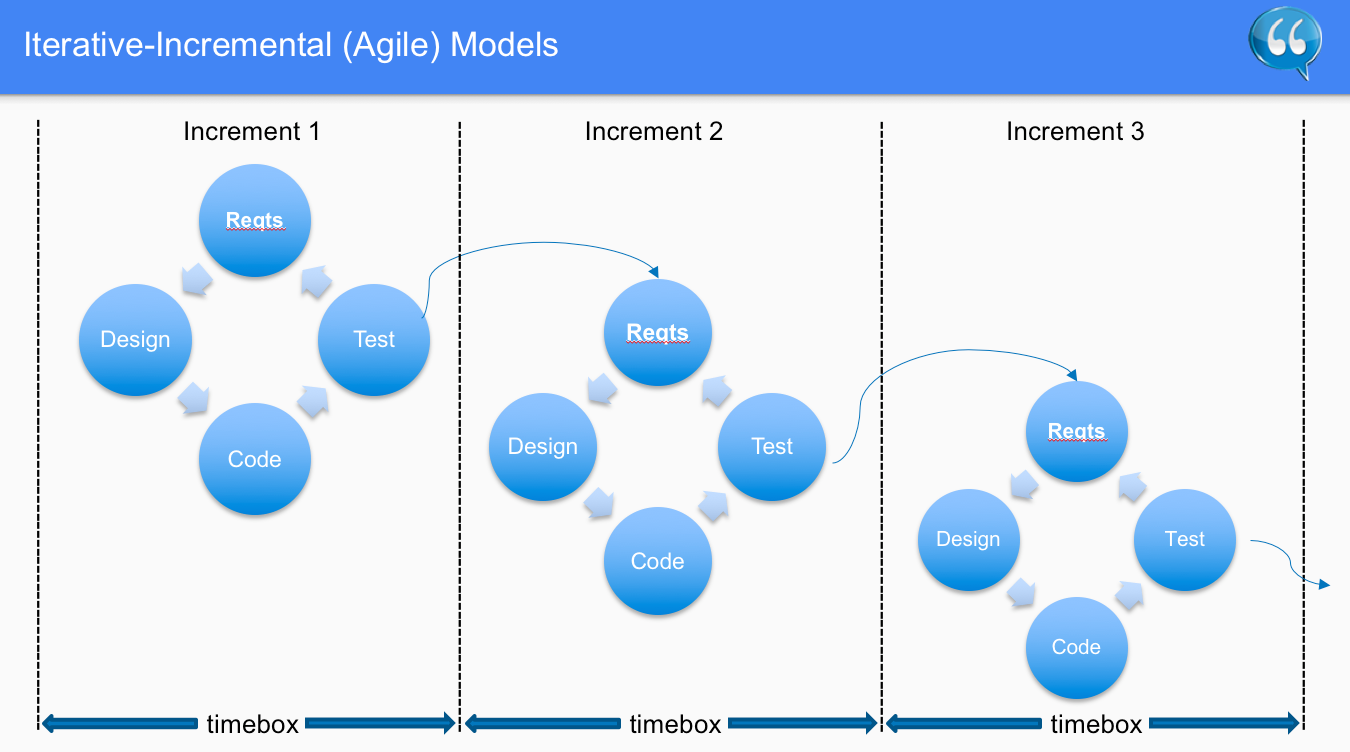 Iterative-Incremental (Agile) Models
Increment 1
Increment 2
Increment 3
Reqts
Design
Test
Code
Reqts
Design
Test
Code
Reqts
Design
Test
Code
timebox
timebox
timebox